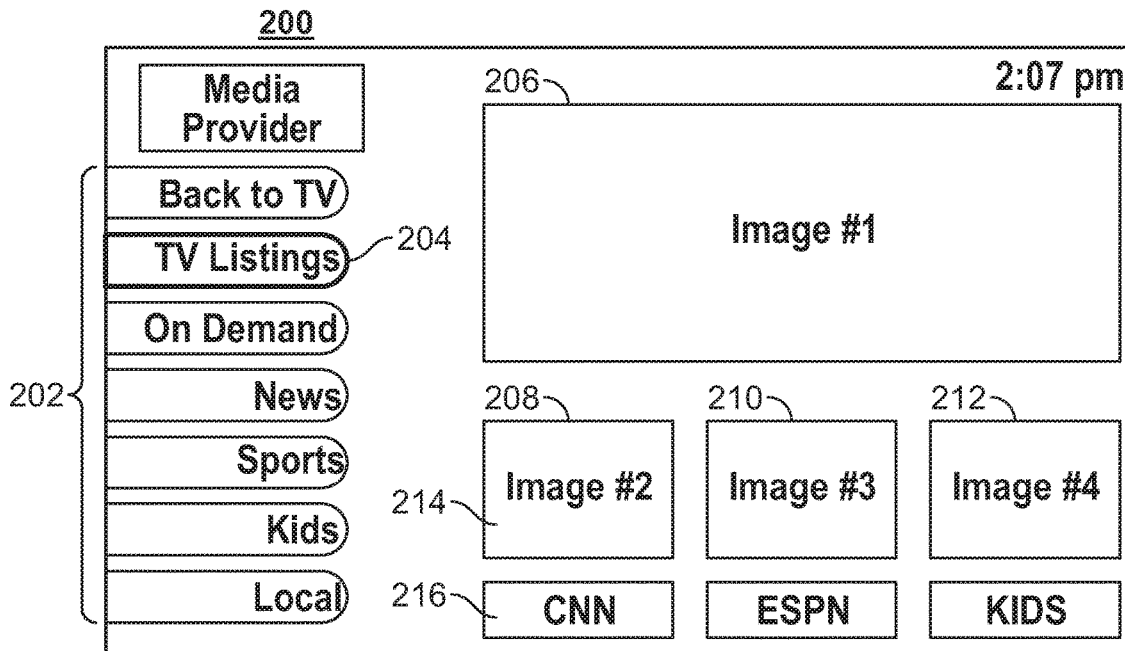 200
2:07 pm
Media
Provider
206
Image #1
Back to TV
TV Listings
204
On Demand
202
News
Sports
Kids
Local
208
210
212
Image #2
Image #3
Image #4
214
216
CNN
ESPN
KIDS